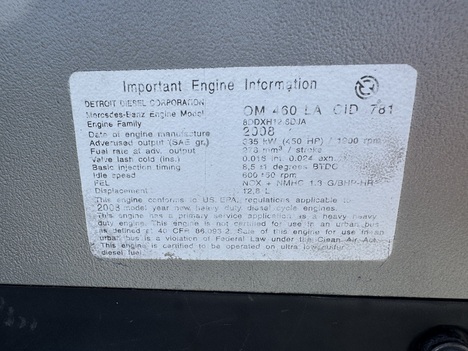 Important Engine Information
DETROIT DIESEL CORPORATION
Mercedes-Benz Engine Model OM 460 LA CID 781
Engine Family
Date of engine manufacture 2008
Advertised output (SAE gr.) 335 kW (450 HP) / 1900 rpm
Fuel rate at adv. output mm³ / stroke
Valve lash cold (ins.) 0.016 in. 0.024 exh.
Basic injection timing BTDC
Idle speed 600 rpm
FEL NOX + NMHC G/BHP-HR
Displacement 12,8 L
This engine conforms to US EPA regulations applicable to
2008 model year new heavy duty diesel cycle engines.
This engine has a primary service application as a heavy heavy
duty engine. This engine is not certified for use in an urban bus
as defined at 40 CFR 86.093.2. Sale of this engine for use in an
urban bus is a violation of Federal Law under the Clean Air Act.
This engine is certified to be operated on ultra low sulfur
diesel fuel.